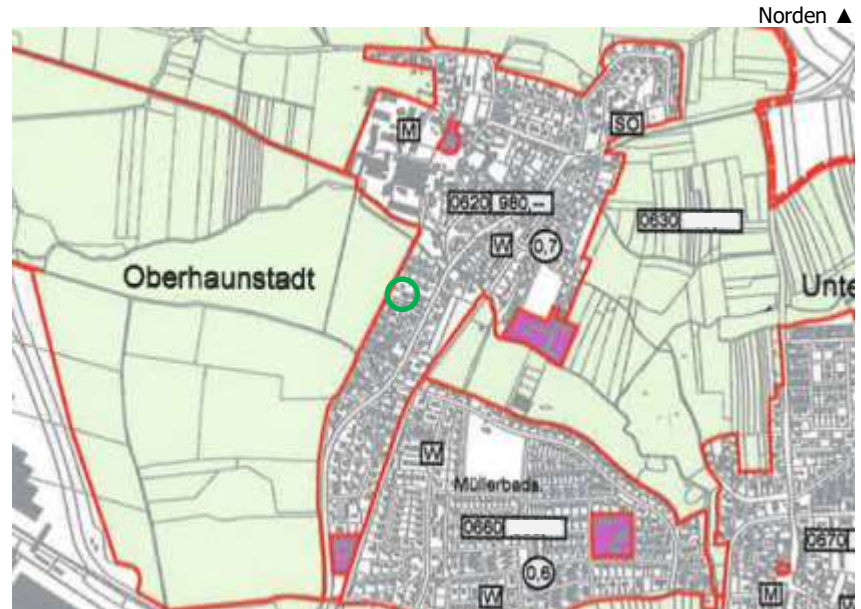 Norden ▲
M
SO
0620 980,--
0630
W 0,7
Oberhaunstadt
Unte
W
Müllerbads.
0660
0670
0,6
W
M